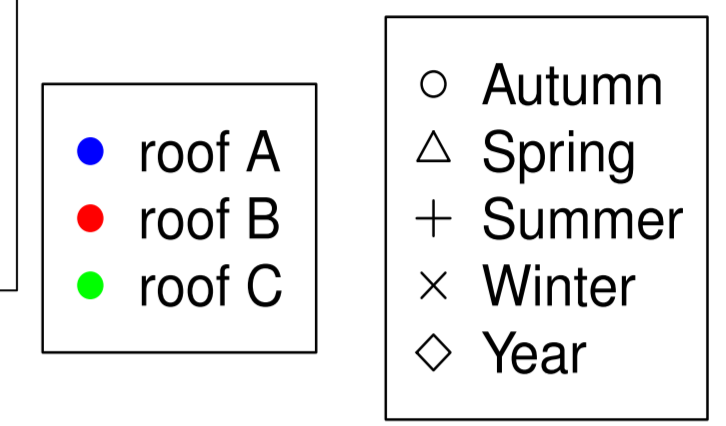 roof A
roof B
roof C
Autumn
Spring
Summer
Winter
Year